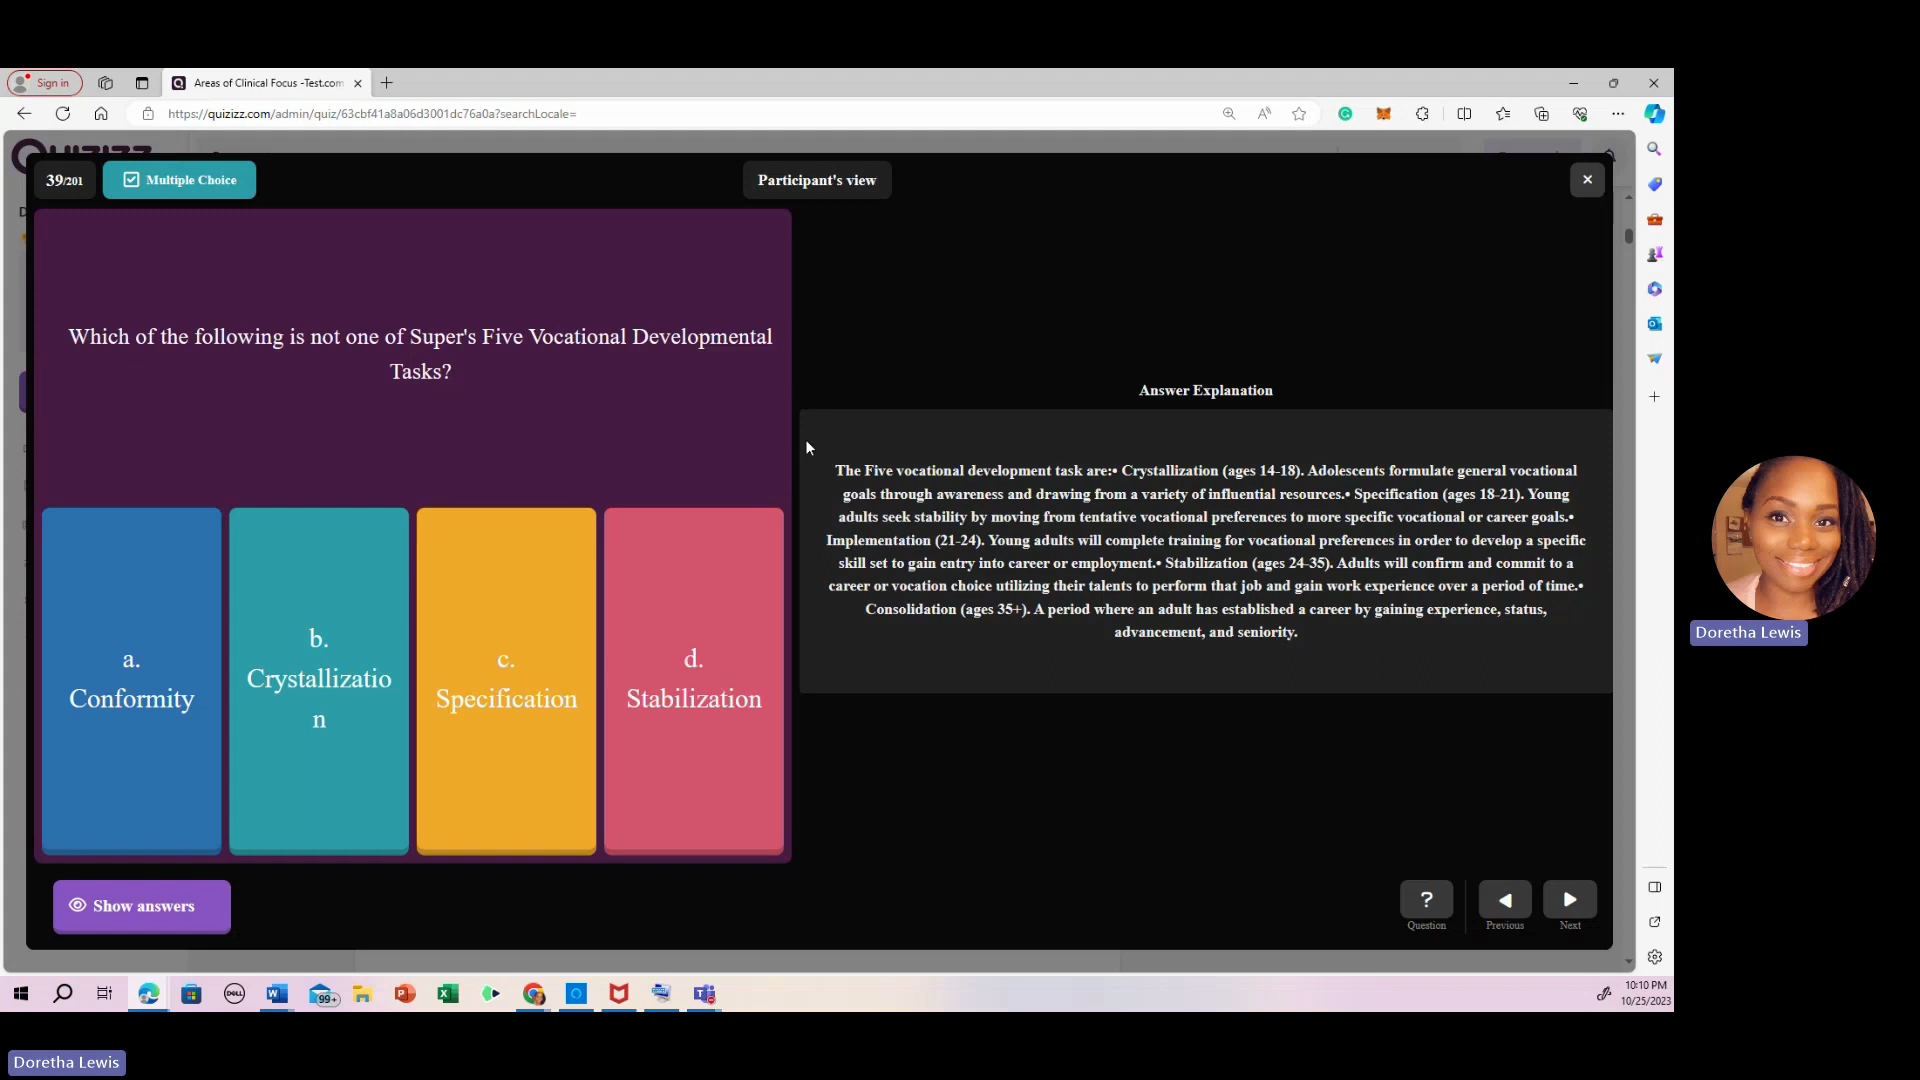 Sign in
Areas of Clinical Focus -Test.com
https://quizizz.com/admin/quiz/63cbf41a8a06d3001dc76a0a?searchLocale=
39/201
Multiple Choice
Participant's view
Which of the following is not one of Super's Five Vocational Developmental
Tasks?
a.
Conformity
b.
Crystallizatio
n
c.
Specification
d.
Stabilization
Answer Explanation
The Five vocational development task are:• Crystallization (ages 14-18). Adolescents formulate general vocational
goals through awareness and drawing from a variety of influential resources.• Specification (ages 18-21). Young
adults seek stability by moving from tentative vocational preferences to more specific vocational or career goals.•
Implementation (21-24). Young adults will complete training for vocational preferences in order to develop a specific
skill set to gain entry into career or employment.• Stabilization (ages 24-35). Adults will confirm and commit to a
career or vocation choice utilizing their talents to perform that job and gain work experience over a period of time.•
Consolidation (ages 35+). A period where an adult has established a career by gaining experience, status,
advancement, and seniority.
Show answers
?
Question
Previous
Next
DELL
99+
10:10 PM
10/25/2023
Doretha Lewis
Doretha Lewis